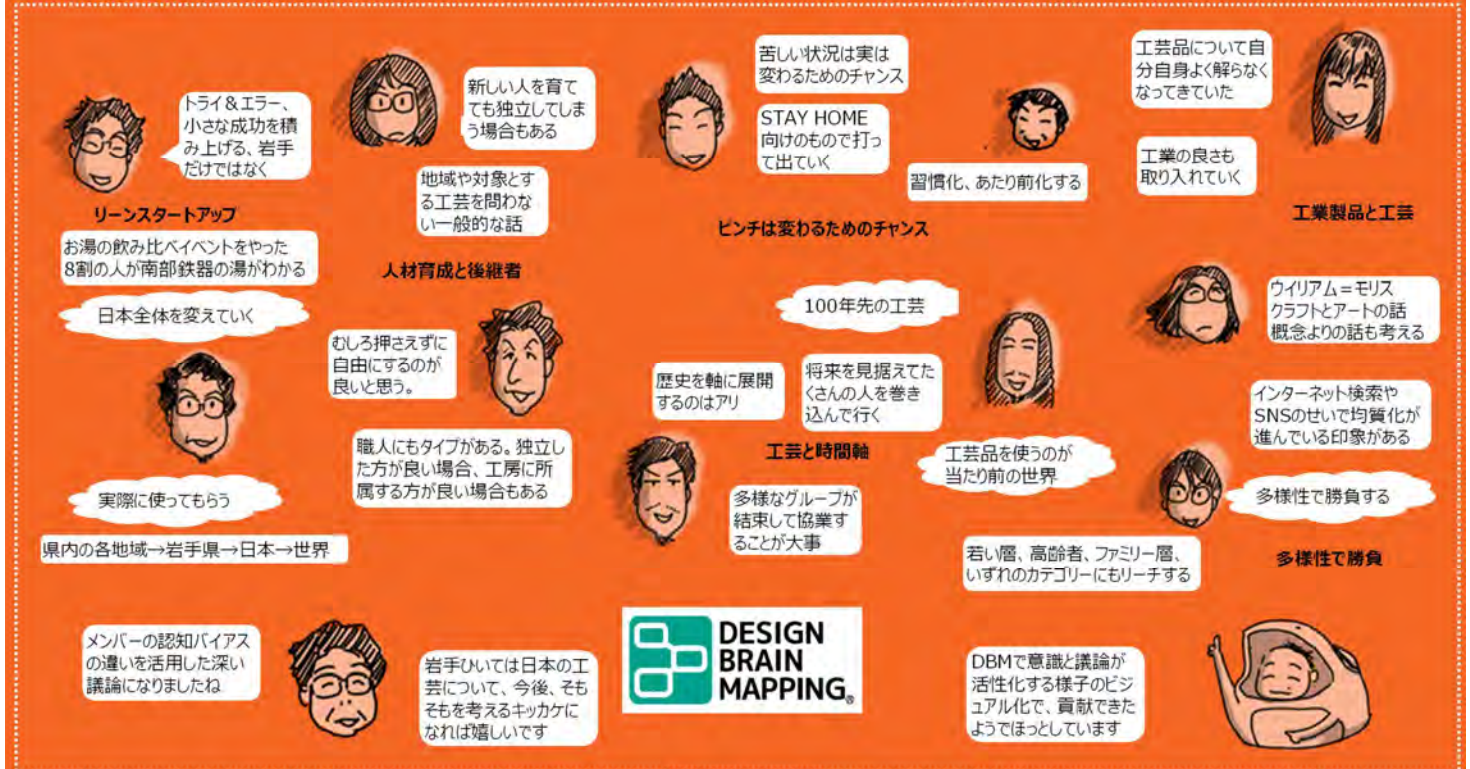 トライ＆エラー、
小さな成功を積
み上げる、岩手
だけではなく
リーンスタートアップ
お湯の飲み比べイベントをやった
8割の人が南部鉄器の湯がわかる
日本全体を変えていく
実際に使ってもらう
県内の各地域→岩手県→日本→世界
新しい人を育て
ても独立してしま
う場合もある
地域や対象とす
る工芸を問わな
い一般的な話
人材育成と後継者
むしろ押さえずに
自由にするのが
良いと思う。
職人にもタイプがある。独立し
た方が良い場合、工房に所
属する方が良い場合もある
苦しい状況は実は
変わるためのチャンス
STAY HOME
向けのもので打っ
て出ていく
習慣化、あたり前化する
ピンチは変わるためのチャンス
100年先の工芸
歴史を軸に展開
するのはアリ
将来を見据えてた
くさんの人を巻き
込んで行く
工芸と時間軸
多様なグループが
結束して協業す
ることが大事
工芸品を使うのが
当たり前の世界
工芸品について自
分自身よく解らなく
なってきていた
工業の良さも
取り入れていく
工業製品と工芸
ウイリアム＝モリス
クラフトとアートの話
概念よりの話も考える
インターネット検索や
SNSのせいで均質化が
進んでいる印象がある
多様性で勝負する
若い層、高齢者、ファミリー層、
いずれのカテゴリーにもリーチする
多様性で勝負
メンバーの認知バイアス
の違いを活用した深い
議論になりましたね
岩手ひいては日本の工
芸について、今後、そも
そもを考えるキッカケに
なれば嬉しいです
DESIGN
BRAIN
MAPPING®
DBMで意識と議論が
活性化する様子のビジ
ュアル化で、貢献できた
ようでほっとしています